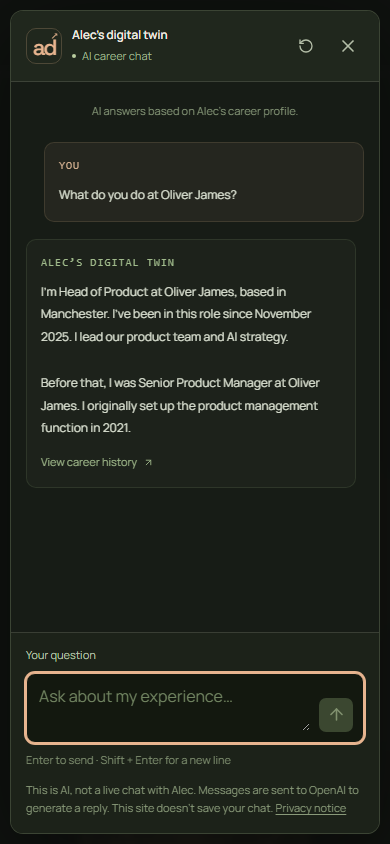 ad
Alec's digital twin
AI career chat
AI answers based on Alec's career profile.
YOU
What do you do at Oliver James?
ALEC'S DIGITAL TWIN
I'm Head of Product at Oliver James, based in
Manchester. I've been in this role since November
2025. I lead our product team and AI strategy.
Before that, I was Senior Product Manager at Oliver
James. I originally set up the product management
function in 2021.
View career history ↗
Your question
Ask about my experience...
Enter to send · Shift + Enter for a new line
This is AI, not a live chat with Alec. Messages are sent to OpenAI to
generate a reply. This site doesn't save your chat. Privacy notice